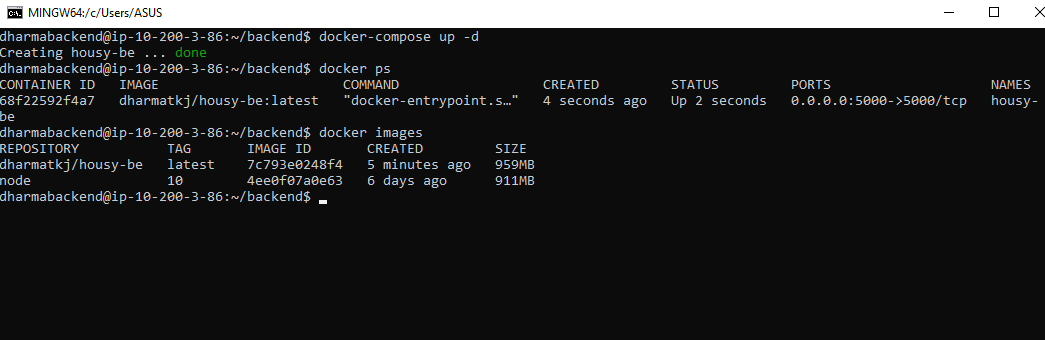 MINGW64:/c/Users/ASUS
dharmabackend@ip-10-200-3-86:~/backend$ docker-compose up -d
Creating housy-be ... done
dharmabackend@ip-10-200-3-86:~/backend$ docker ps
CONTAINER ID   IMAGE                       COMMAND                  CREATED         STATUS         PORTS                    NAMES
68f22592f4a7   dharmatkj/housy-be:latest   "docker-entrypoint.s…"   4 seconds ago   Up 2 seconds   0.0.0.0:5000->5000/tcp   housy-
be
dharmabackend@ip-10-200-3-86:~/backend$ docker images
REPOSITORY           TAG       IMAGE ID       CREATED         SIZE
dharmatkj/housy-be   latest    7c793e0248f4   5 minutes ago   959MB
node                 10        4ee0f07a0e63   6 days ago      911MB
dharmabackend@ip-10-200-3-86:~/backend$